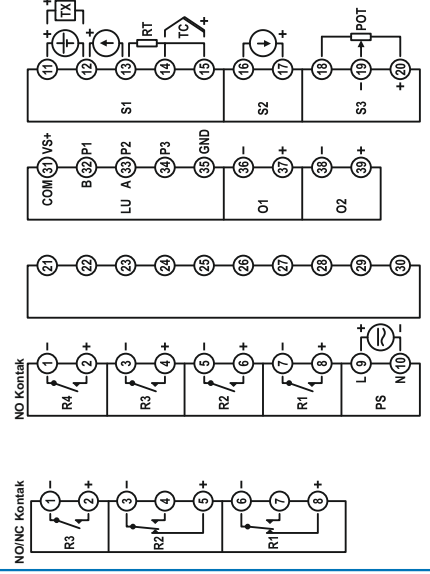 TX
RT
TC
+
POT
+ + +
11 12 13 14 15 16 17 18 19 20
− +
S1 S2 S3
COM VS+
B P1
A P2
P3
GND
− + − +
31 32 33 34 35 36 37 38 39
LU O1 O2
21 22 23 24 25 26 27 28 29 30
NO Kontak
− + − + − + − + + −
1 2 3 4 5 6 7 8 9 10
L N
R4 R3 R2 R1 PS
NO/NC Kontak
− + − + − +
1 2 3 4 5 6 7 8
R3 R2 R1